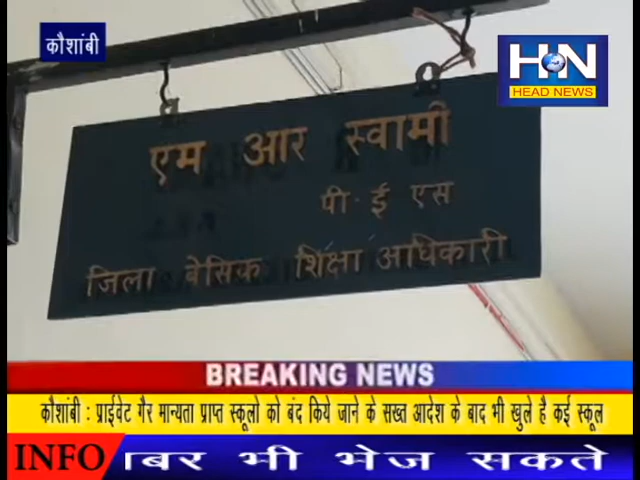 कौशांबी
HN
HEAD NEWS
एम आर स्वामी
पी ई एस
जिला बेसिक शिक्षा अधिकारी
BREAKING NEWS
कौशांबी : प्राईवेट गैर मान्यता प्राप्त स्कूलो को बंद किये जाने के सख्त आदेश के बाद भी खुले है कई स्कूल
INFO बर भी भेज सकते